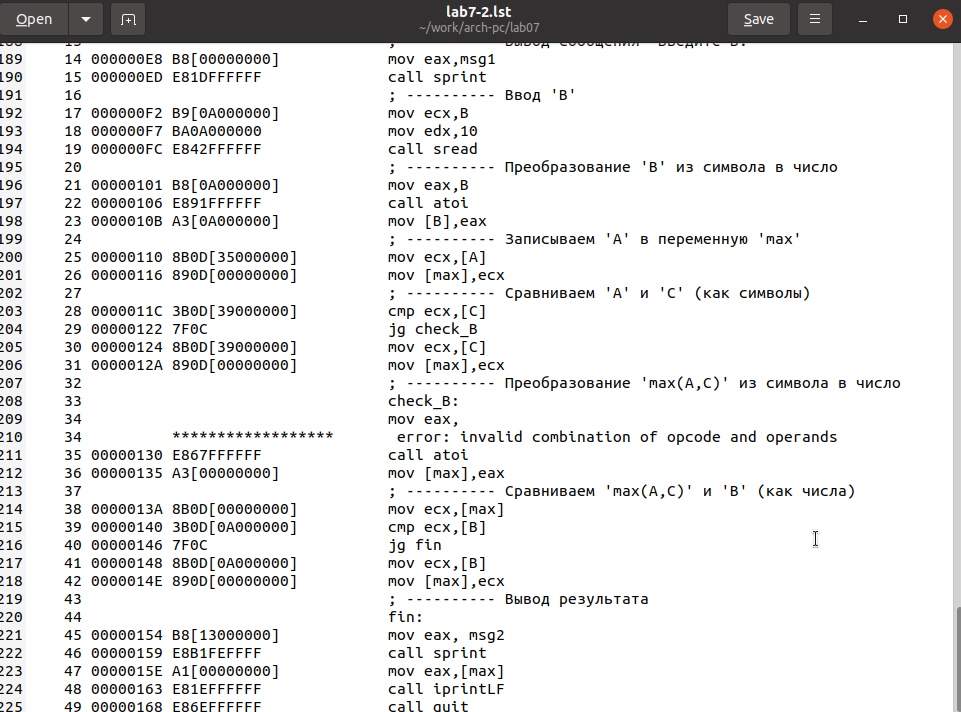 Open
lab7-2.lst
~/work/arch-pc/lab07
Save
189 14 000000E8 B8[00000000] mov eax,msg1
190 15 000000ED E81DFFFFFF call sprint
191 16 ; ---------- Ввод 'B'
192 17 000000F2 B9[0A000000] mov ecx,B
193 18 000000F7 BA0A000000 mov edx,10
194 19 000000FC E842FFFFFF call sread
195 20 ; ---------- Преобразование 'B' из символа в число
196 21 00000101 B8[0A000000] mov eax,B
197 22 00000106 E891FFFFFF call atoi
198 23 0000010B A3[0A000000] mov [B],eax
199 24 ; ---------- Записываем 'A' в переменную 'max'
200 25 00000110 8B0D[35000000] mov ecx,[A]
201 26 00000116 890D[00000000] mov [max],ecx
202 27 ; ---------- Сравниваем 'A' и 'С' (как символы)
203 28 0000011C 3B0D[39000000] cmp ecx,[C]
204 29 00000122 7F0C jg check_B
205 30 00000124 8B0D[39000000] mov ecx,[C]
206 31 0000012A 890D[00000000] mov [max],ecx
207 32 ; ---------- Преобразование 'max(A,C)' из символа в число
208 33 check_B:
209 34 mov eax,
210 34 ****************** error: invalid combination of opcode and operands
211 35 00000130 E867FFFFFF call atoi
212 36 00000135 A3[00000000] mov [max],eax
213 37 ; ---------- Сравниваем 'max(A,C)' и 'B' (как числа)
214 38 0000013A 8B0D[00000000] mov ecx,[max]
215 39 00000140 3B0D[0A000000] cmp ecx,[B]
216 40 00000146 7F0C jg fin
217 41 00000148 8B0D[0A000000] mov ecx,[B]
218 42 0000014E 890D[00000000] mov [max],ecx
219 43 ; ---------- Вывод результата
220 44 fin:
221 45 00000154 B8[13000000] mov eax, msg2
222 46 00000159 E8B1FEFFFF call sprint
223 47 0000015E A1[00000000] mov eax,[max]
224 48 00000163 E81EFFFFFF call iprintLF
225 49 00000168 E86EFFFFFF call quit